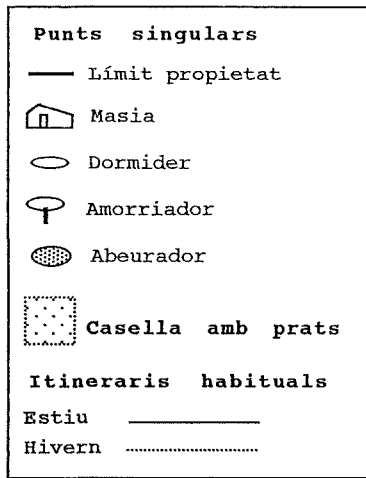 Punts singulars
Límit propietat
Masia
Dormider
Amorriador
Abeurador
Casella amb prats
Itineraris habituals
Estiu
Hivern